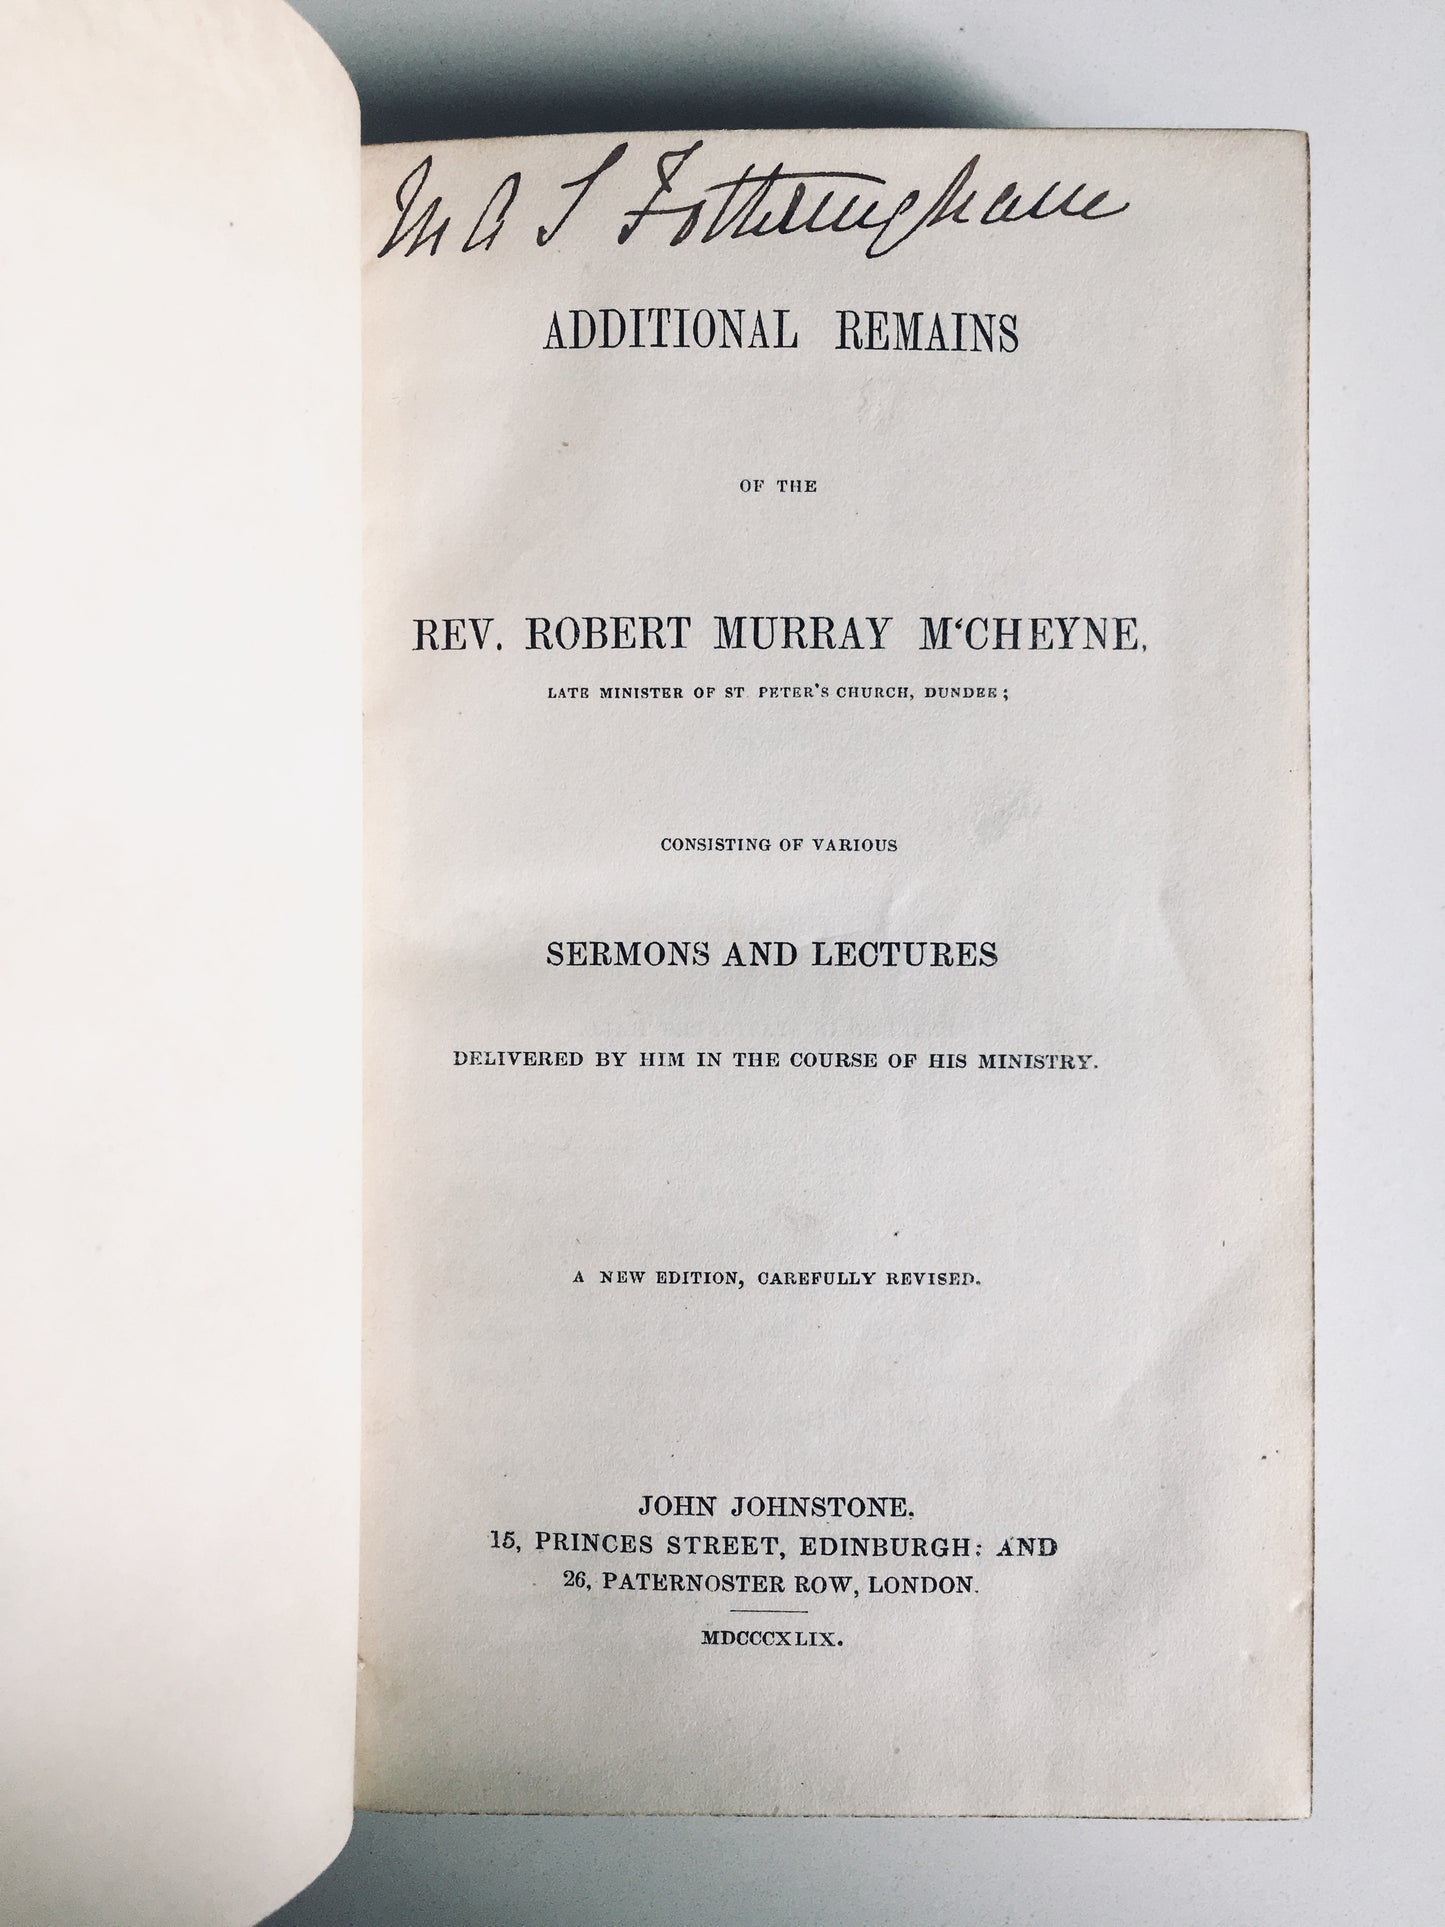 M A S Fotheringhame
ADDITIONAL REMAINS
OF THE
REV. ROBERT MURRAY M‘CHEYNE,
LATE MINISTER OF ST PETER'S CHURCH, DUNDEE;
CONSISTING OF VARIOUS
SERMONS AND LECTURES
DELIVERED BY HIM IN THE COURSE OF HIS MINISTRY.
A NEW EDITION, CAREFULLY REVISED.
JOHN JOHNSTONE,
15, PRINCES STREET, EDINBURGH: AND
26, PATERNOSTER ROW, LONDON.
MDCCCXLIX.